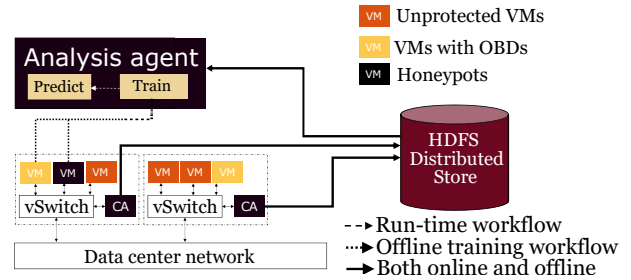 VM Unprotected VMs
VM VMs with OBDs
VM Honeypots
Analysis agent
Predict Train
HDFS
Distributed
Store
VM VM VM VM VM VM
vSwitch CA vSwitch CA
Data center network
Run-time workflow
Offline training workflow
Both online and offline